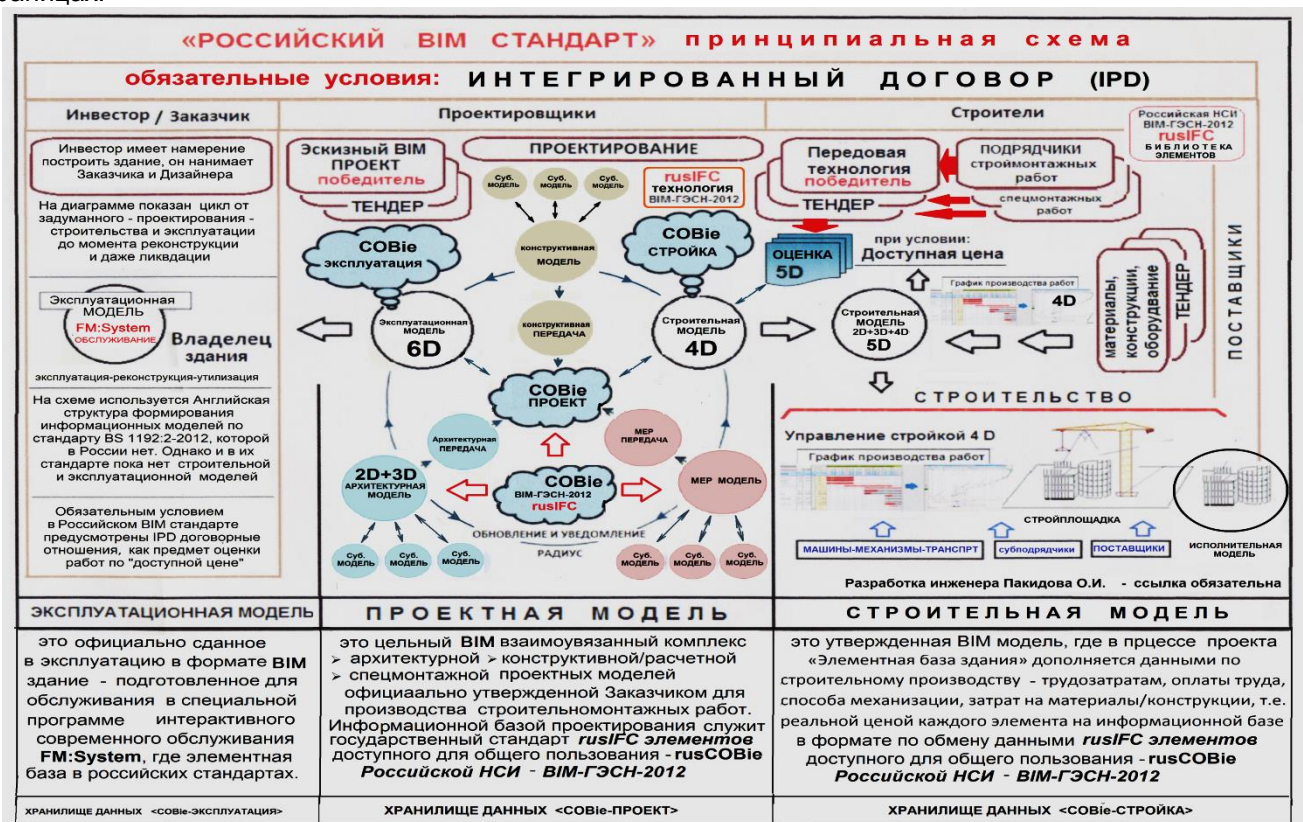 «РОССИЙСКИЙ BIM СТАНДАРТ» принципиальная схема
обязательные условия: ИНТЕГРИРОВАННЫЙ ДОГОВОР (IPD)
Инвестор / Заказчик
Инвестор имеет намерение
построить здание, он нанимает
Заказчика и Дизайнера
На диаграмме показан цикл от
задуманного - проектирования -
строительства и эксплуатации
до момента реконструкции
и даже ликвдации
Эксплуатационная
МОДЕЛЬ
FM:System
ОБСЛУЖИВАНИЕ
Владелец
здания
эксплуатация-реконструкция-утилизация
На схеме используется Английская
структура формирования
информационных моделей по
стандарту BS 1192:2-2012, которой
в России нет. Однако и в их
стандарте пока нет строительной
и эксплуатационной моделей
Обязательным условием
в Российском BIM стандарте
предусмотрены IPD договорные
отношения, как предмет оценки
работ по "доступной цене"
Проектировщики
Эскизный BIM
ПРОЕКТ
победитель
ТЕНДЕР
ПРОЕКТИРОВАНИЕ
Суб.
МОДЕЛЬ
Суб.
МОДЕЛЬ
Суб.
МОДЕЛЬ
rusIFC
технология
BIM-ГЭСН-2012
COBie
эксплуатация
конструктивная
МОДЕЛЬ
COBie
СТРОЙКА
Эксплуатационная
МОДЕЛЬ
6D
конструктивная
ПЕРЕДАЧА
Строительная
МОДЕЛЬ
4D
COBie
ПРОЕКТ
Архитектурная
ПЕРЕДАЧА
МЕР
ПЕРЕДАЧА
2D+3D
АРХИТЕКТУРНАЯ
МОДЕЛЬ
COBie
BIM-ГЭСН-2012
rusIFC
МЕР МОДЕЛЬ
ОБНОВЛЕНИЕ И УВЕДОМЛЕНИЕ
РАДИУС
Суб.
МОДЕЛЬ
Суб.
МОДЕЛЬ
Суб.
МОДЕЛЬ
Суб.
МОДЕЛЬ
Суб.
МОДЕЛЬ
Суб.
МОДЕЛЬ
Строители
Российская НСИ
BIM-ГЭСН-2012
rusIFC
БИБЛИОТЕКА
ЭЛЕМЕНТОВ
Передовая
технология
победитель
ТЕНДЕР
ПОДРЯДЧИКИ
строймонтажных
работ
спецмонтажных
работ
ОЦЕНКА
5D
при условии:
Доступная цена
График производства работ
4D
Строительная
МОДЕЛЬ
2D+3D+4D
5D
материалы,
конструкции,
оборудование
ТЕНДЕР
ПОСТАВЩИКИ
СТРОИТЕЛЬСТВО
Управление стройкой 4 D
График производства работ
СТРОЙПЛОЩАДКА
МАШИНЫ-МЕХАНИЗМЫ-ТРАНСПРТ
субподрядчики
ПОСТАВЩИКИ
ИСПОЛНИТЕЛЬНАЯ
МОДЕЛЬ
Разработка инженера Пакидова О.И. - ссылка обязательна
ЭКСПЛУАТАЦИОННАЯ МОДЕЛЬ
это официально сданное
в эксплуатацию в формате BIM
здание - подготовленное для
обслуживания в специальной
программе интерактивного
современного обслуживания
FM:System, где элементная
база в российских стандартах.
ХРАНИЛИЩЕ ДАННЫХ <COBie-ЭКСПЛУАТАЦИЯ>
ПРОЕКТНАЯ МОДЕЛЬ
это цельный BIM взаимоувязанный комплекс
➢ архитектурной ➢ конструктивной/расчетной
➢ спецмонтажной проектных моделей
официаально утвержденной Заказчиком для
производства строительномонтажных работ.
Информационной базой проектирования служит
государственный стандарт rusIFC элементов
доступного для общего пользования - rusCOBie
Российской НСИ - BIM-ГЭСН-2012
ХРАНИЛИЩЕ ДАННЫХ <COBie-ПРОЕКТ>
СТРОИТЕЛЬНАЯ МОДЕЛЬ
это утвержденная BIM модель, где в прцессе проекта
«Элементная база здания» дополняется данными по
строительному производству - трудозатратам, оплаты труда,
способа механизации, затрат на материалы/конструкции, т.е.
реальной ценой каждого элемента на информационной базе
в формате по обмену данными rusIFC элементов
доступного для общего пользования - rusCOBie
Российской НСИ - BIM-ГЭСН-2012
ХРАНИЛИЩЕ ДАННЫХ <COBie-СТРОЙКА>